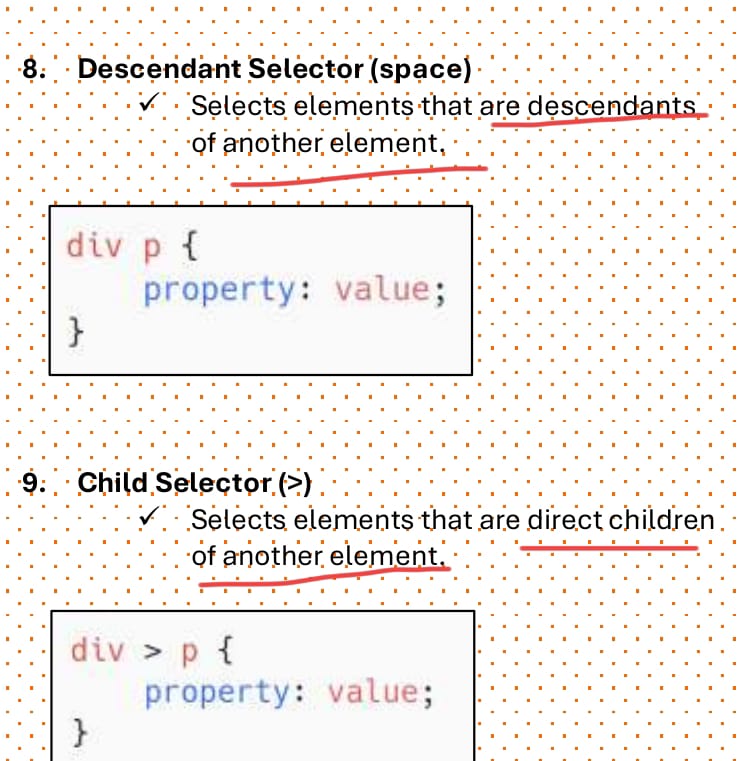 8. Descendant Selector (space)
✓ Selects elements that are descendants
of another element.
div p {
    property: value;
}
9. Child Selector (>)
✓ Selects elements that are direct children
of another element.
div > p {
    property: value;
}